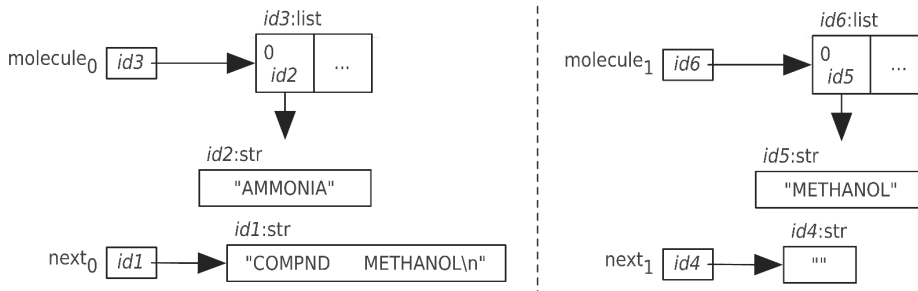 id3:list
molecule0 id3 0 id2 ...
id2:str
"AMMONIA"
id1:str
next0 id1 "COMPND METHANOL\n"
id6:list
molecule1 id6 0 id5 ...
id5:str
"METHANOL"
id4:str
next1 id4 ""